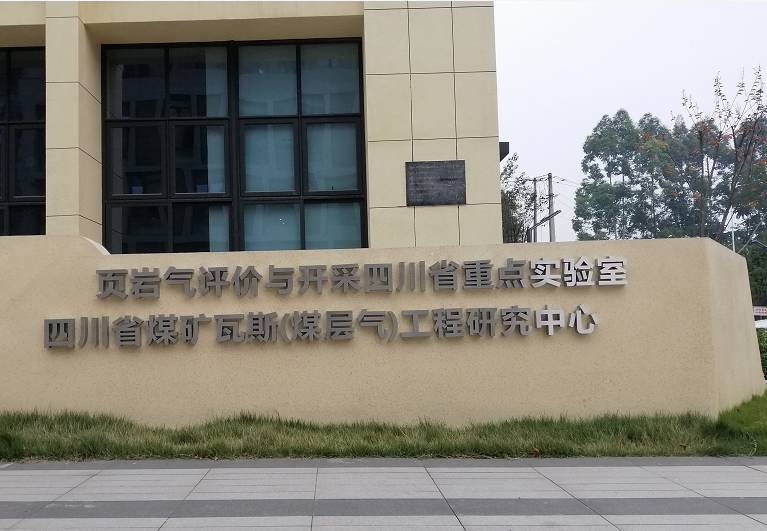 页岩气评价与开采四川省重点实验室
四川省煤矿瓦斯(煤层气)工程研究中心